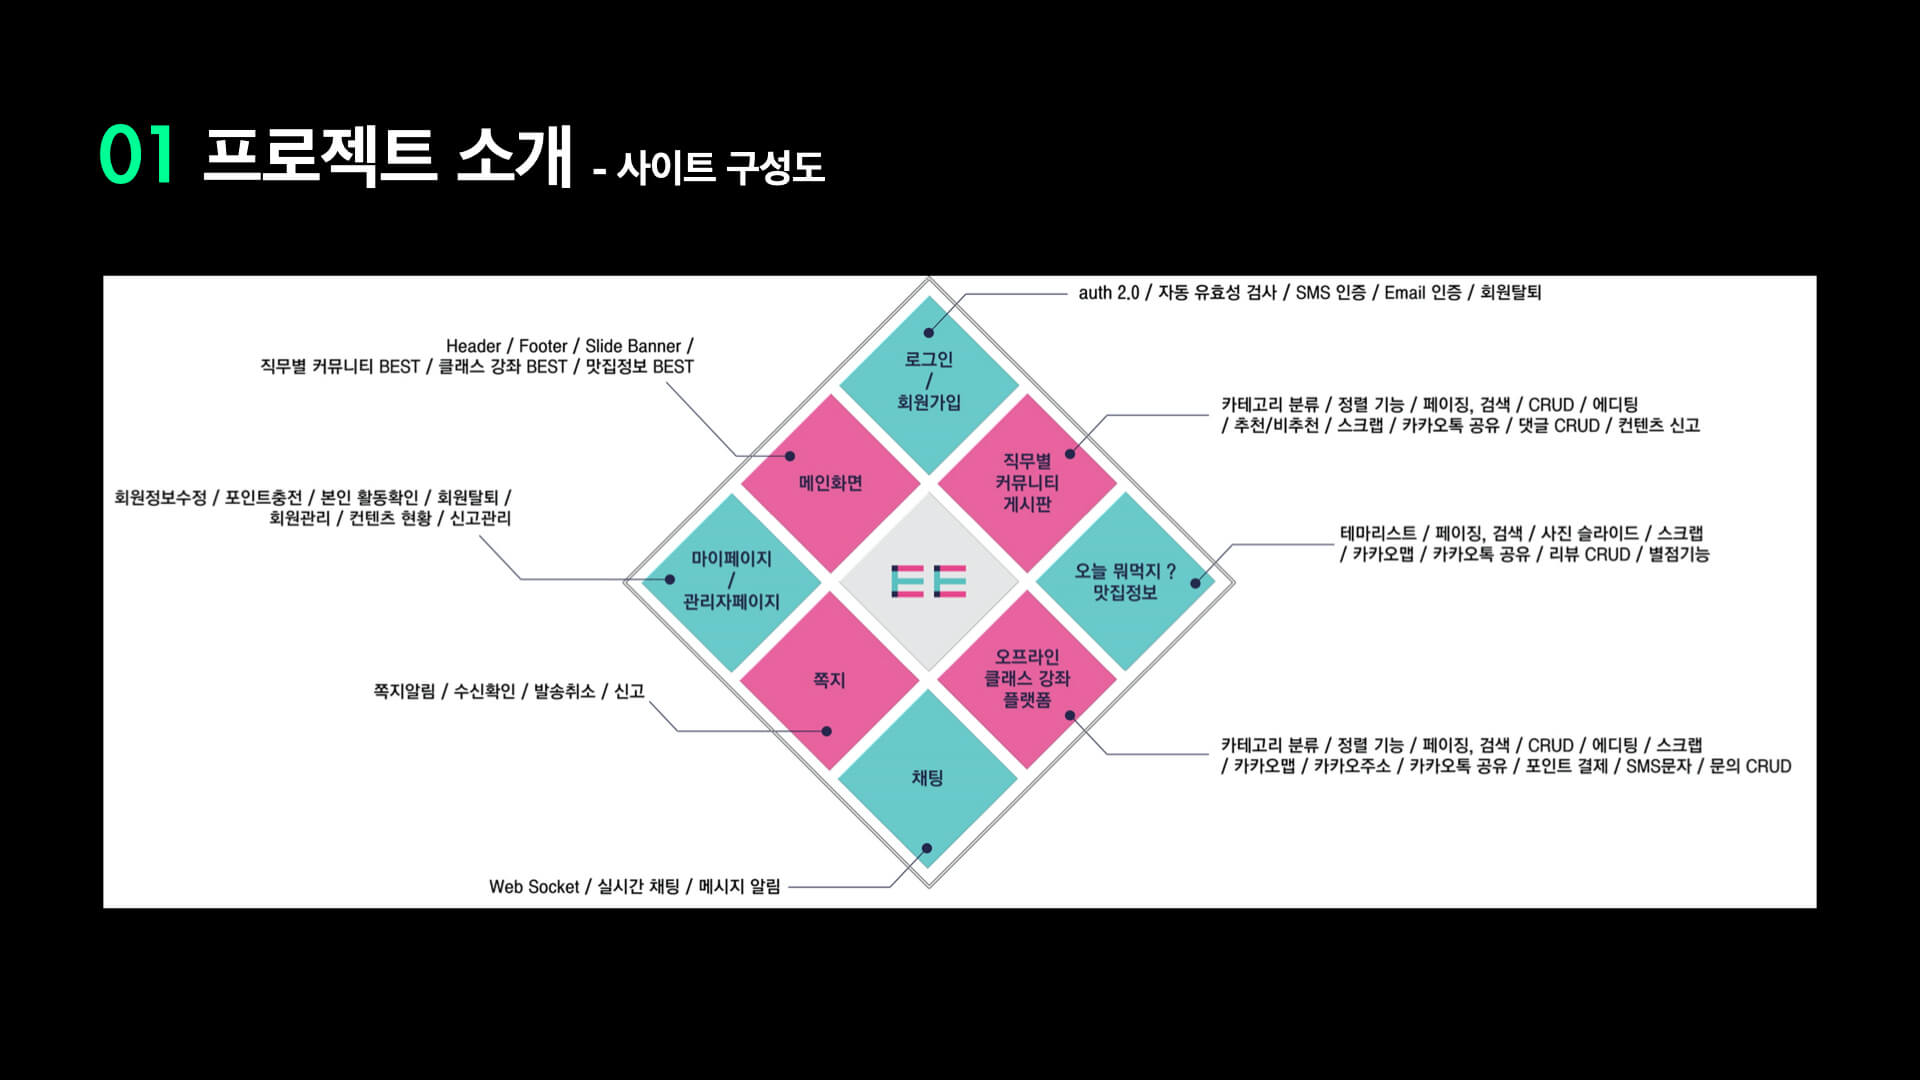 01 프로젝트 소개 - 사이트 구성도
auth 2.0 / 자동 유효성 검사 / SMS 인증 / Email 인증 / 회원탈퇴
Header / Footer / Slide Banner /
직무별 커뮤니티 BEST / 클래스 강좌 BEST / 맛집정보 BEST
로그인
/
회원가입
카테고리 분류 / 정렬 기능 / 페이징, 검색 / CRUD / 에디팅
/ 추천/비추천 / 스크랩 / 카카오톡 공유 / 댓글 CRUD / 컨텐츠 신고
메인화면
직무별
커뮤니티
게시판
회원정보수정 / 포인트충전 / 본인 활동확인 / 회원탈퇴 /
회원관리 / 컨텐츠 현황 / 신고관리
테마리스트 / 페이징, 검색 / 사진 슬라이드 / 스크랩
/ 카카오맵 / 카카오톡 공유 / 리뷰 CRUD / 별점기능
마이페이지
/
관리자페이지
오늘 뭐먹지 ?
맛집정보
쪽지알림 / 수신확인 / 발송취소 / 신고
쪽지
오프라인
클래스 강좌
플랫폼
카테고리 분류 / 정렬 기능 / 페이징, 검색 / CRUD / 에디팅 / 스크랩
/ 카카오맵 / 카카오주소 / 카카오톡 공유 / 포인트 결제 / SMS문자 / 문의 CRUD
채팅
Web Socket / 실시간 채팅 / 메시지 알림